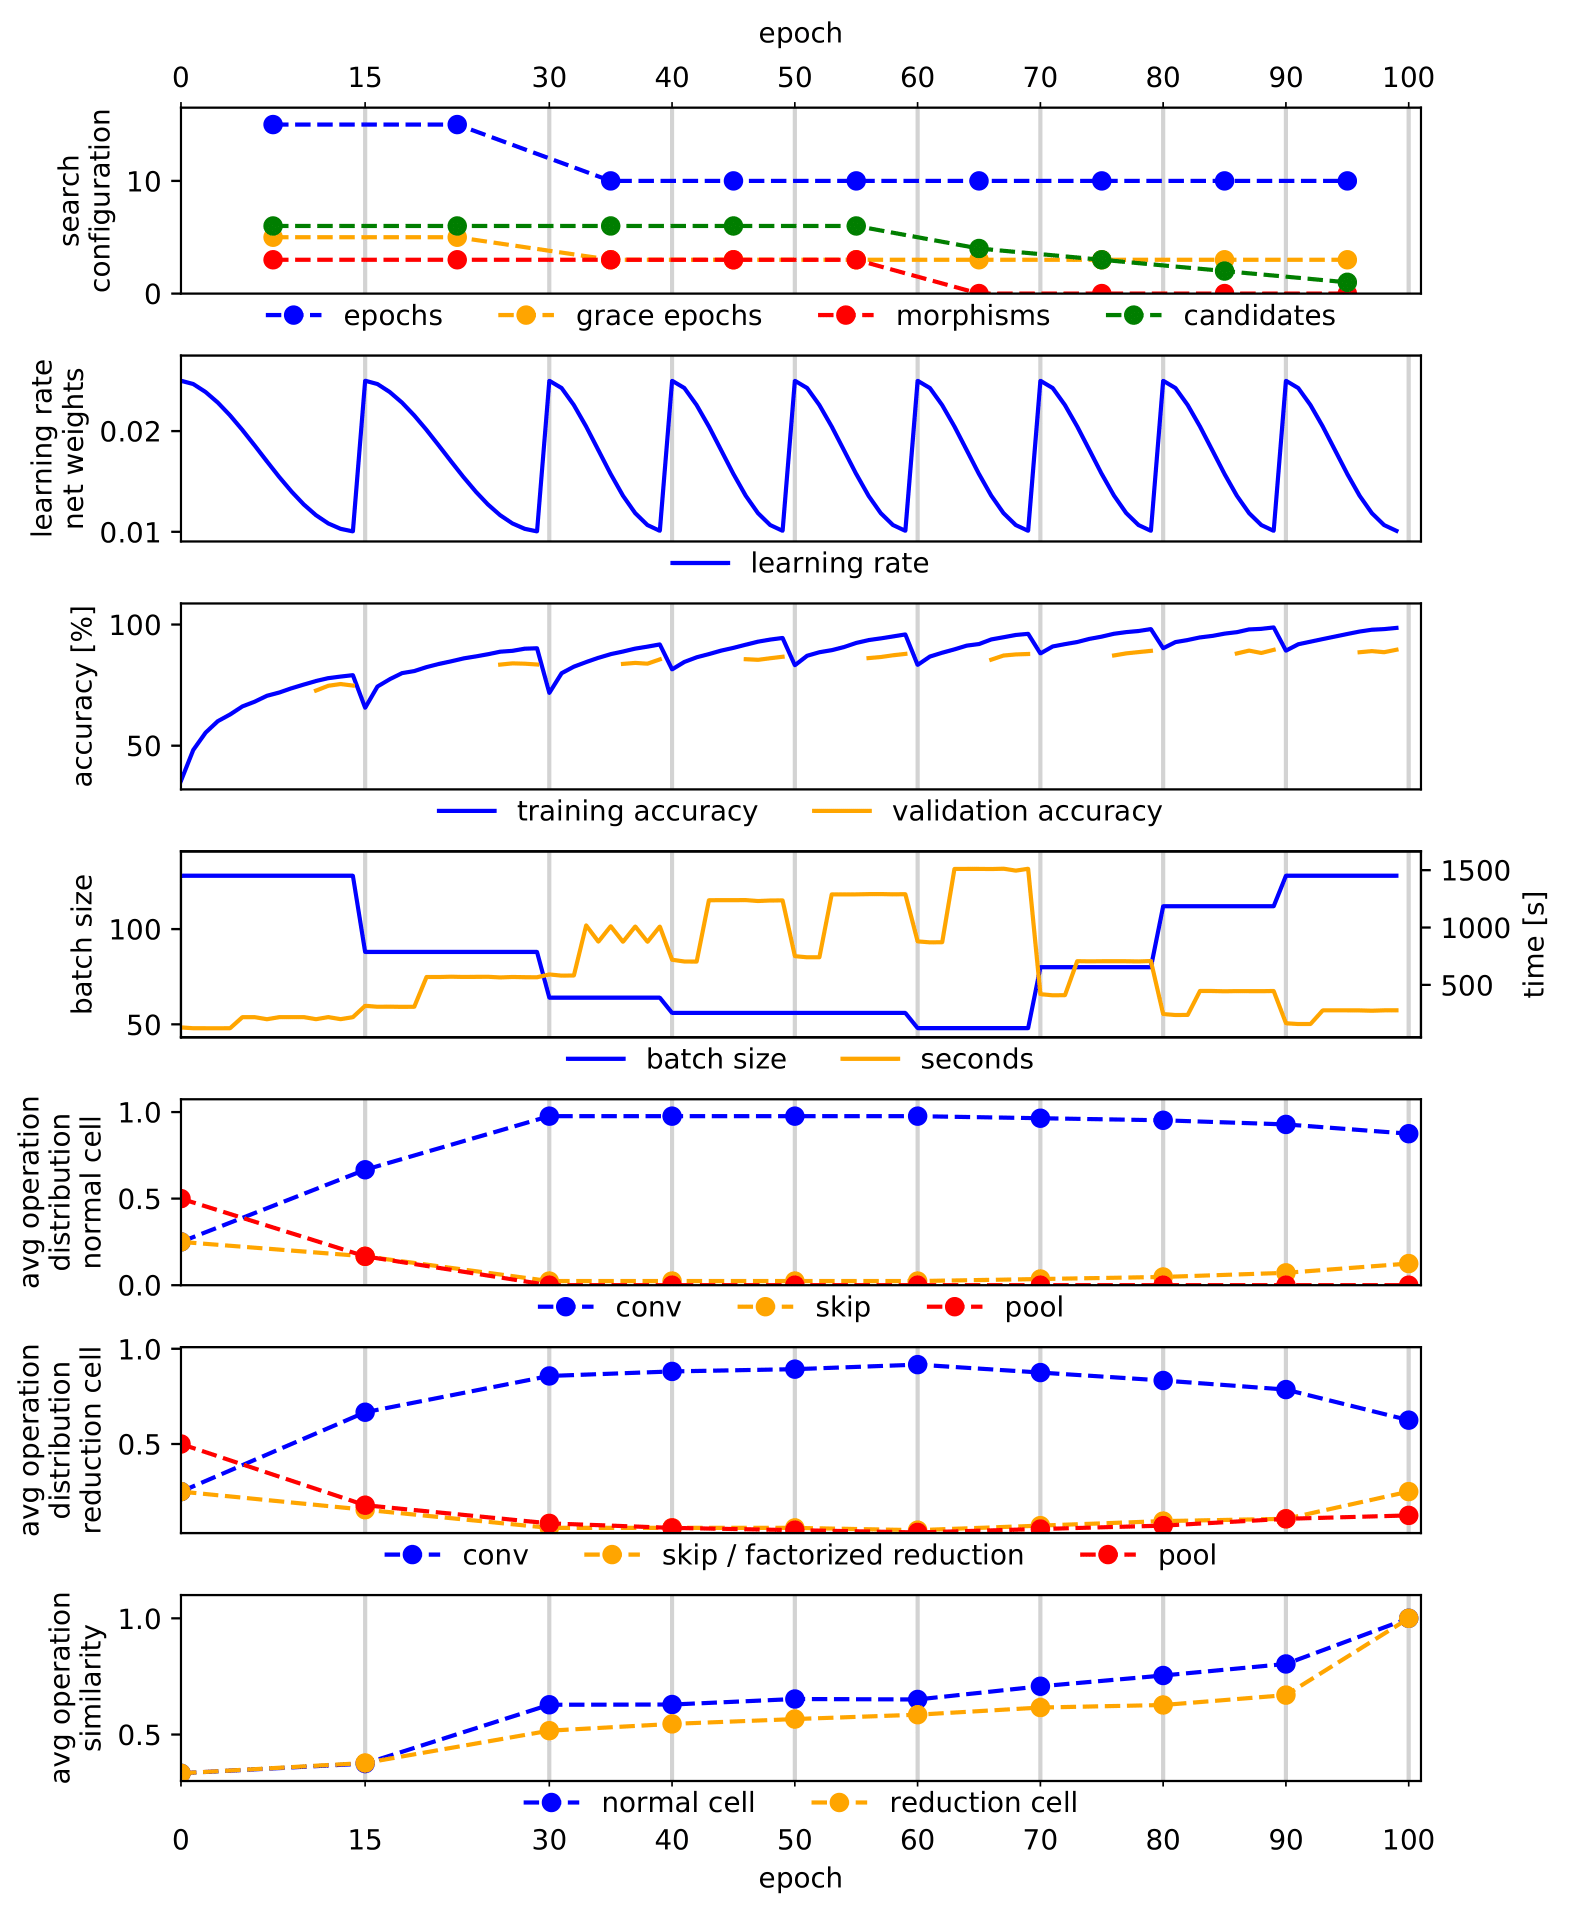 epoch
0 15 30 40 50 60 70 80 90 100
search
configuration
10
0
epochs grace epochs morphisms candidates
learning rate
net weights
0.02
0.01
learning rate
accuracy [%]
100
50
training accuracy validation accuracy
batch size
100
50
1500
1000
500
time [s]
batch size seconds
avg operation
distribution
normal cell
1.0
0.5
0.0
conv skip pool
avg operation
distribution
reduction cell
1.0
0.5
conv skip / factorized reduction pool
avg operation
similarity
1.0
0.5
normal cell reduction cell
0 15 30 40 50 60 70 80 90 100
epoch